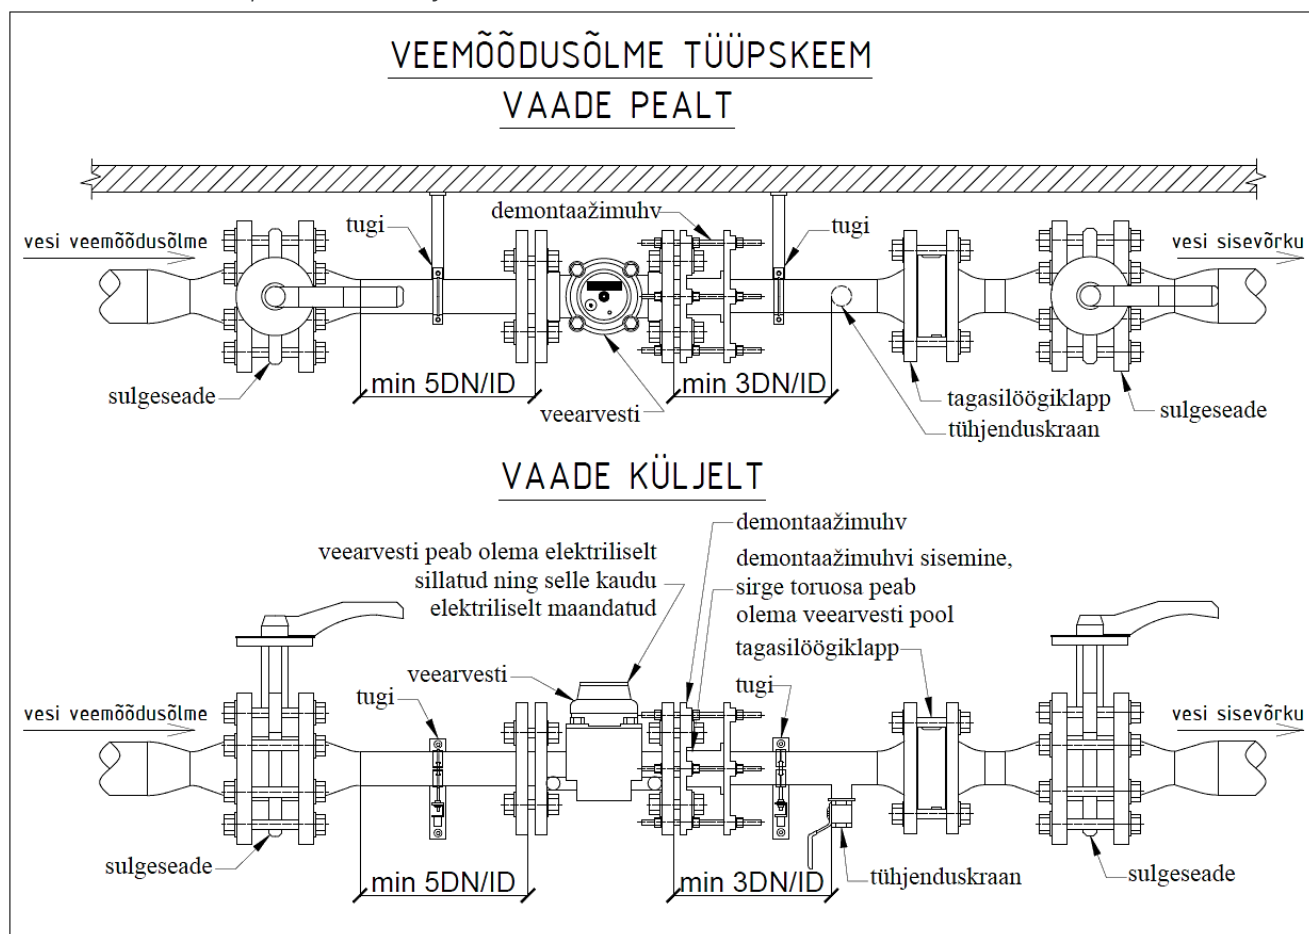 VEEMÕÕDUSÕLME TÜÜPSKEEM
VAADE PEALT
vesi veemõõdusõlme
tugi
demontaažimuhv
tugi
vesi sisevõrku
sulgeseade
min 5DN/ID
veearvesti
min 3DN/ID
tagasilöögiklapp
tühjenduskraan
sulgeseade
VAADE KÜLJELT
veearvesti peab olema elektriliselt
sillatud ning selle kaudu
elektriliselt maandatud
demontaažimuhv
demontaažimuhvi sisemine,
sirge toruosa peab
olema veearvesti pool
tagasilöögiklapp
vesi veemõõdusõlme
tugi
veearvesti
tugi
vesi sisevõrku
sulgeseade
min 5DN/ID
min 3DN/ID
tühjenduskraan
sulgeseade